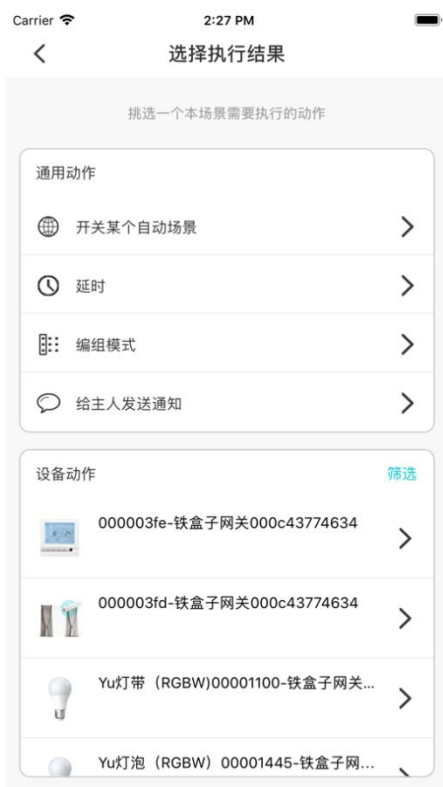 Carrier 2:27 PM
选择执行结果
挑选一个本场景需要执行的动作
通用动作
开关某个自动场景
延时
编组模式
给主人发送通知
设备动作 筛选
000003fe-铁盒子网关000c43774634
000003fd-铁盒子网关000c43774634
Yu灯带（RGBW)00001100-铁盒子网关...
Yu灯泡（RGBW）00001445-铁盒子网...